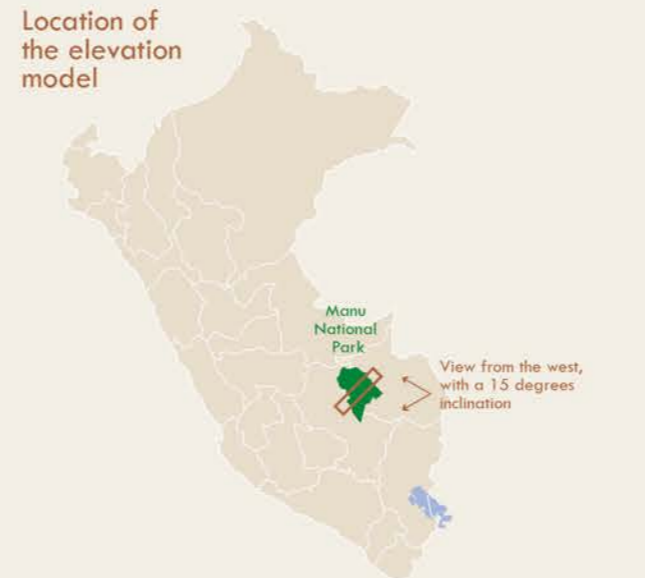 Location of
the elevation
model
Manu
National
Park
View from the west,
with a 15 degrees
inclination